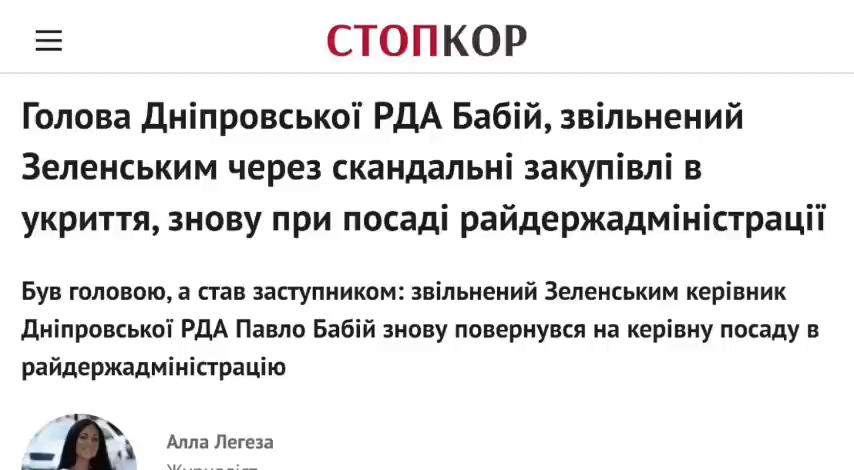 СТОПКОР
Голова Дніпровської РДА Бабій, звільнений
Зеленським через скандальні закупівлі в
укриття, знову при посаді райдержадміністрації
Був головою, а став заступником: звільнений Зеленським керівник
Дніпровської РДА Павло Бабій знову повернувся на керівну посаду в
райдержадміністрацію
Алла Легеза
Журналіст